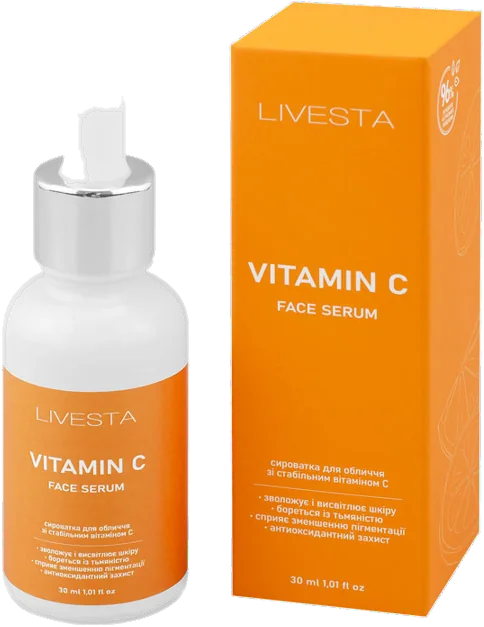 LIVESTA
VITAMIN C
FACE SERUM
сироватка для обличчя
зі стабільним вітаміном С
• зволожує і висвітлює шкіру
• бореться із тьмяністю
• сприяє зменшенню пігментації
• антиоксидантний захист
30 ml 1,01 fl oz
LIVESTA
VITAMIN C
FACE SERUM
сироватка для обличчя
зі стабільним вітаміном С
• зволожує і висвітлює шкіру
• бореться із тьмяністю
• сприяє зменшенню пігментації
• антиоксидантний захист
30 ml 1,01 fl oz
96%